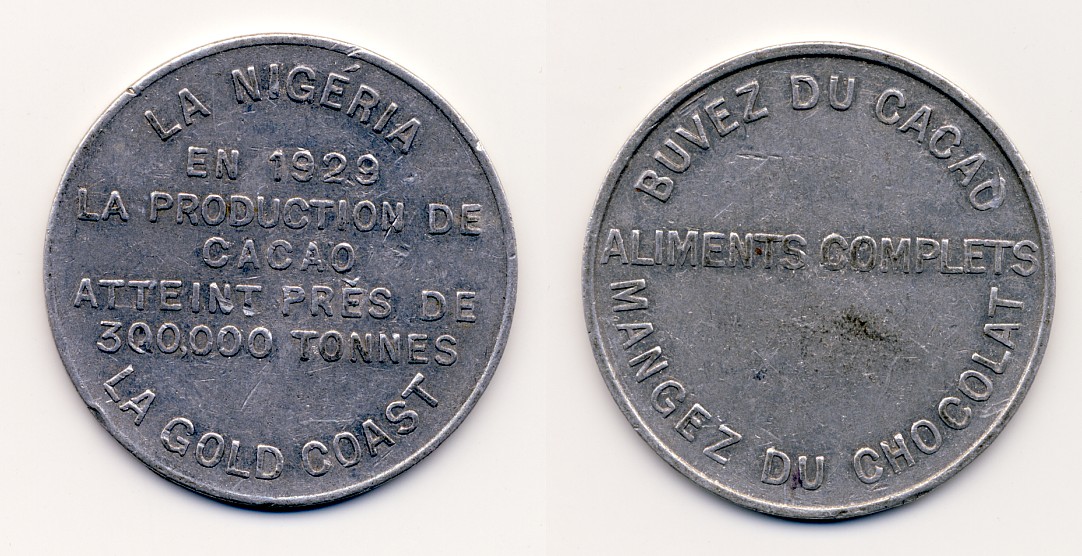 LA NIGÉRIA
EN 1929
LA PRODUCTION DE
CACAO
ATTEINT PRÈS DE
300,000 TONNES
LA GOLD COAST
BUVEZ DU CACAO
ALIMENTS COMPLETS
MANGEZ DU CHOCOLAT